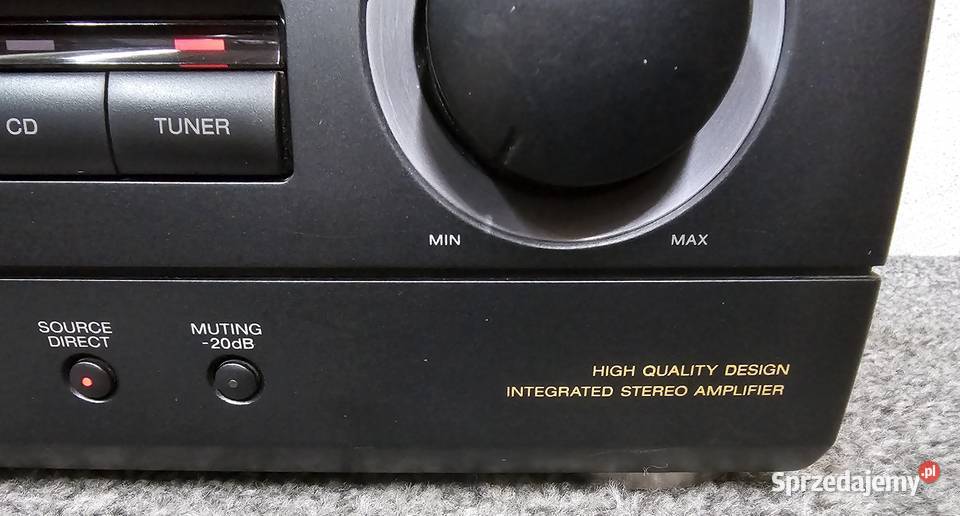 CD
TUNER
MIN
MAX
SOURCE
DIRECT
MUTING
-20dB
HIGH QUALITY DESIGN
INTEGRATED STEREO AMPLIFIER
Sprzedajemy.pl